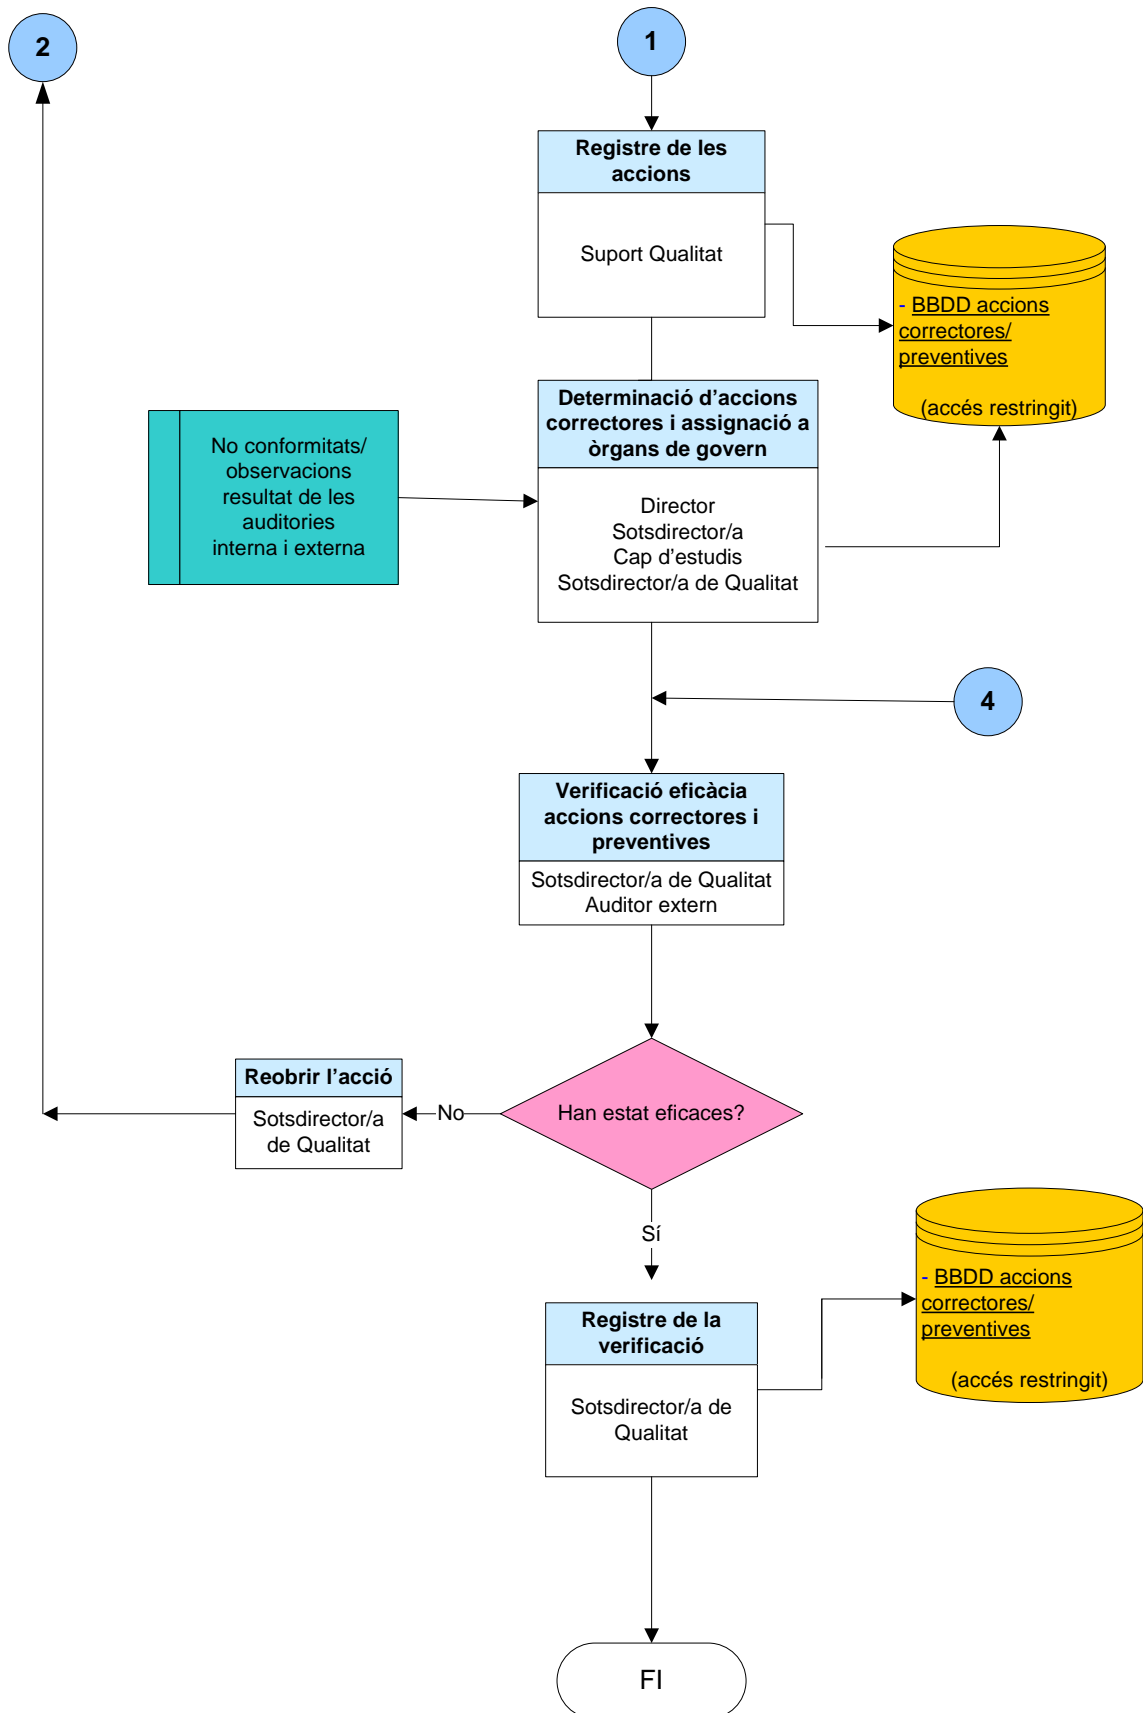 2
1
Registre de les
accions
Suport Qualitat
- BBDD accions
correctores/
preventives
(accés restringit)
Determinació d’accions
correctores i assignació a
òrgans de govern
Director
Sotsdirector/a
Cap d’estudis
Sotsdirector/a de Qualitat
No conformitats/
observacions
resultat de les
auditories
interna i externa
4
Verificació eficàcia
accions correctores i
preventives
Sotsdirector/a de Qualitat
Auditor extern
Han estat eficaces?
No
Reobrir l’acció
Sotsdirector/a
de Qualitat
Sí
Registre de la
verificació
Sotsdirector/a de
Qualitat
- BBDD accions
correctores/
preventives
(accés restringit)
FI